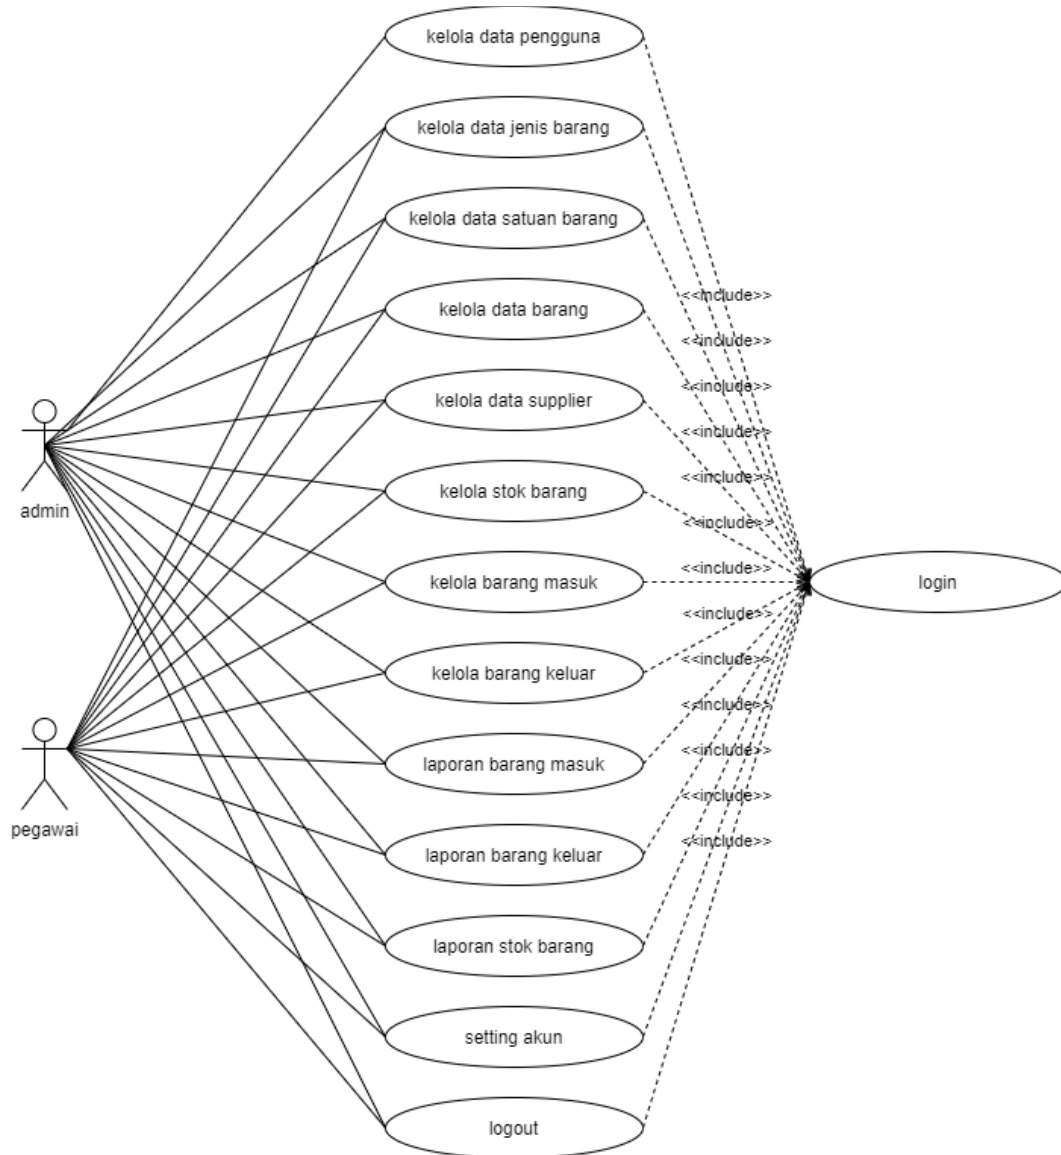 kelola data pengguna
kelola data jenis barang
kelola data satuan barang
<<include>>
kelola data barang
<<include>>
<<include>>
kelola data supplier
<<include>>
<<include>>
kelola stok barang
<<include>>
admin
<<include>>
kelola barang masuk
login
<<include>>
<<include>>
kelola barang keluar
<<include>>
<<include>>
laporan barang masuk
<<include>>
pegawai
<<include>>
laporan barang keluar
laporan stok barang
setting akun
logout